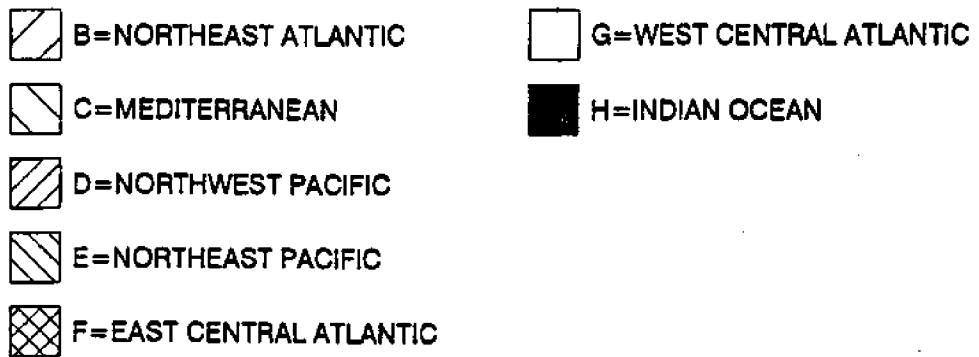 B=NORTHEAST ATLANTIC
C=MEDITERRANEAN
D=NORTHWEST PACIFIC
E=NORTHEAST PACIFIC
F=EAST CENTRAL ATLANTIC
G=WEST CENTRAL ATLANTIC
H=INDIAN OCEAN